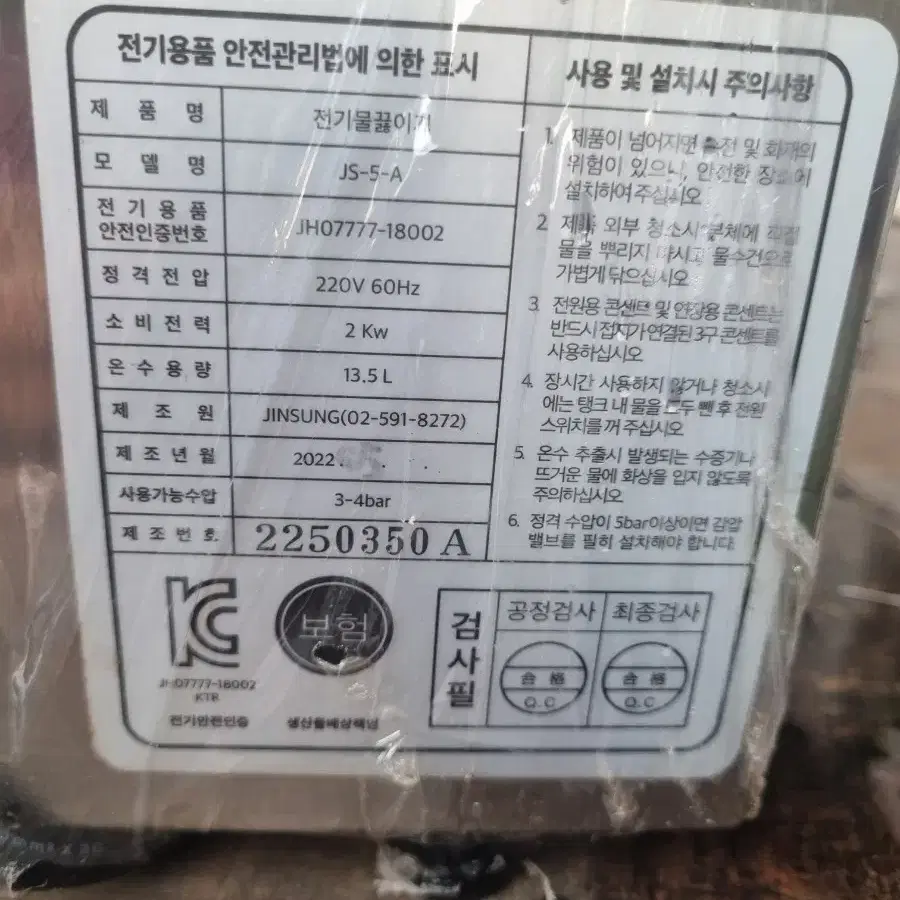 전기용품 안전관리법에 의한 표시
제 품 명 전기물끓이기
모 델 명 JS-5-A
전 기 용 품
안전인증번호 JH07777-18002
정 격 전 압 220V 60Hz
소 비 전 력 2 Kw
온 수 용 량 13.5 L
제 조 원 JINSUNG(02-591-8272)
제 조 년 월 2022.
사용가능수압 3-4bar
제 조 번 호 2250350 A
사용 및 설치시 주의사항
1. 제품이 넘어지면 및 화재의
위험이 있으니, 안전한 장소에
설치하여 주십시오
2. 제품 외부 청소시 본체에 직접
물을 뿌리지 마시고 물수건으로
가볍게 닦으십시오
3. 전원용 콘센트 및 연장용 콘센트는
반드시 접지가 연결된 3구 콘센트를
사용하십시오
4. 장시간 사용하지 않거나 청소시
에는 탱크 내 물을 모두 뺀 후 전원
스위치를 꺼 주십시오
5. 온수 추출시 발생되는 수증기나
뜨거운 물에 화상을 입지 않도록
주의하십시오
6. 정격 수압이 5bar이상이면 감압
밸브를 필히 설치해야 합니다.
KC
JH07777-18002
KTR
전기안전인증
보험
생산물배상책임
검사필
공정검사 최종검사
合格 合格
Q.C Q.C